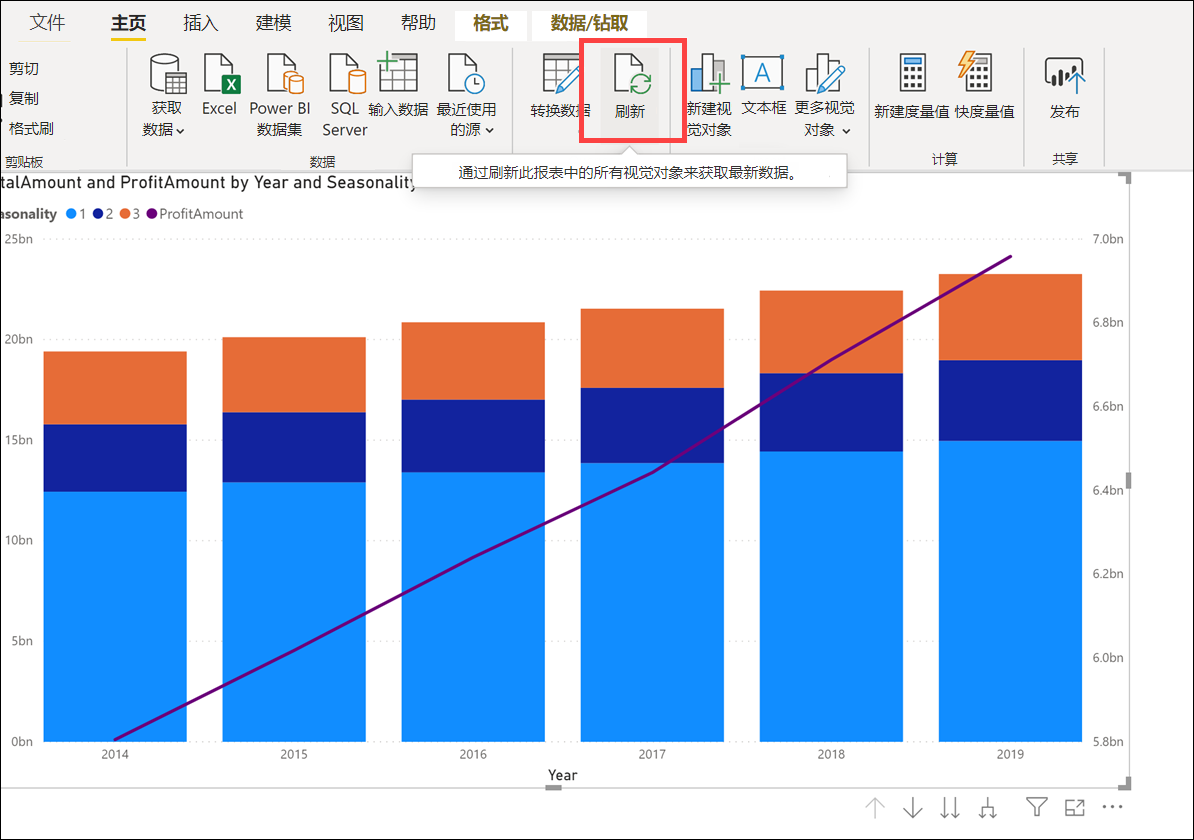 文件 主页 插入 建模 视图 帮助 格式 数据/钻取
剪切
复制
格式刷
剪贴板
获取
数据
Excel
Power BI
数据集
SQL
Server
输入数据
最近使用
的源
数据
转换数据
刷新
新建视
觉对象
文本框
更多视觉
对象
新建度量值
快度量值
计算
发布
共享
通过刷新此报表中的所有视觉对象来获取最新数据。
talAmount and ProfitAmount by Year and Seasonality
asonality 1 2 3 ProfitAmount
25bn
20bn
15bn
10bn
5bn
0bn
7.0bn
6.8bn
6.6bn
6.4bn
6.2bn
6.0bn
5.8bn
2014 2015 2016 2017 2018 2019
Year